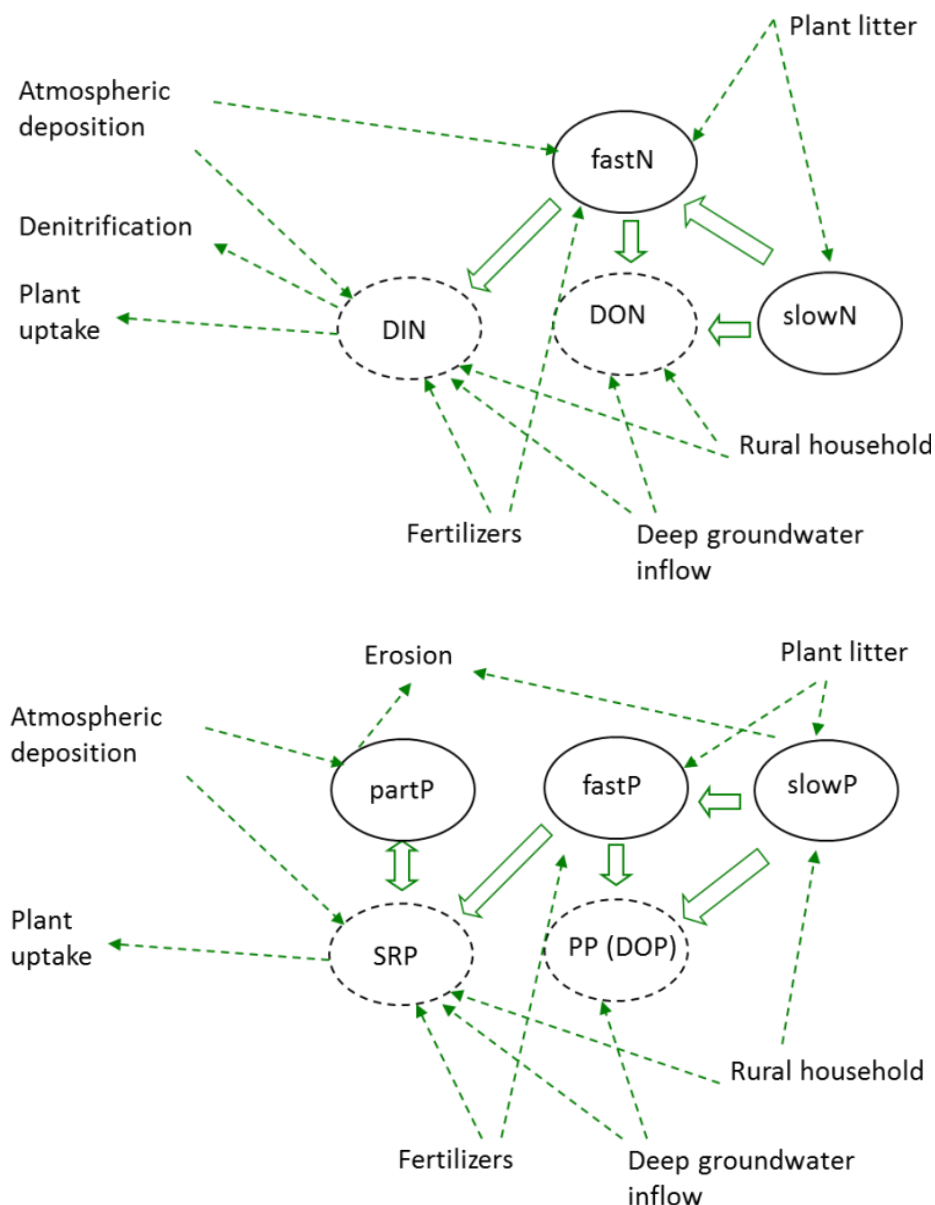 Plant litter
Atmospheric
deposition
fastN
Denitrification
Plant
uptake
DIN
DON
slowN
Rural household
Fertilizers
Deep groundwater
inflow
Erosion
Plant litter
Atmospheric
deposition
partP
fastP
slowP
Plant
uptake
SRP
PP (DOP)
Rural household
Fertilizers
Deep groundwater
inflow